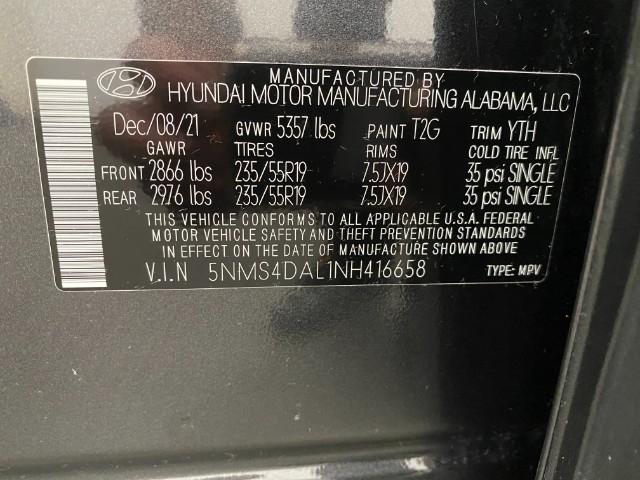 MANUFACTURED BY
HYUNDAI MOTOR MANUFACTURING ALABAMA, LLC
Dec/08/21 GVWR 5357 lbs PAINT T2G TRIM YTH
GAWR TIRES RIMS COLD TIRE INFL
FRONT 2866 lbs 235/55R19 7.5JX19 35 psi SINGLE
REAR 2976 lbs 235/55R19 7.5JX19 35 psi SINGLE
THIS VEHICLE CONFORMS TO ALL APPLICABLE U.S.A. FEDERAL
MOTOR VEHICLE SAFETY AND THEFT PREVENTION STANDARDS
IN EFFECT ON THE DATE OF MANUFACTURE SHOWN ABOVE
V.I.N 5NMS4DAL1NH416658 TYPE: MPV